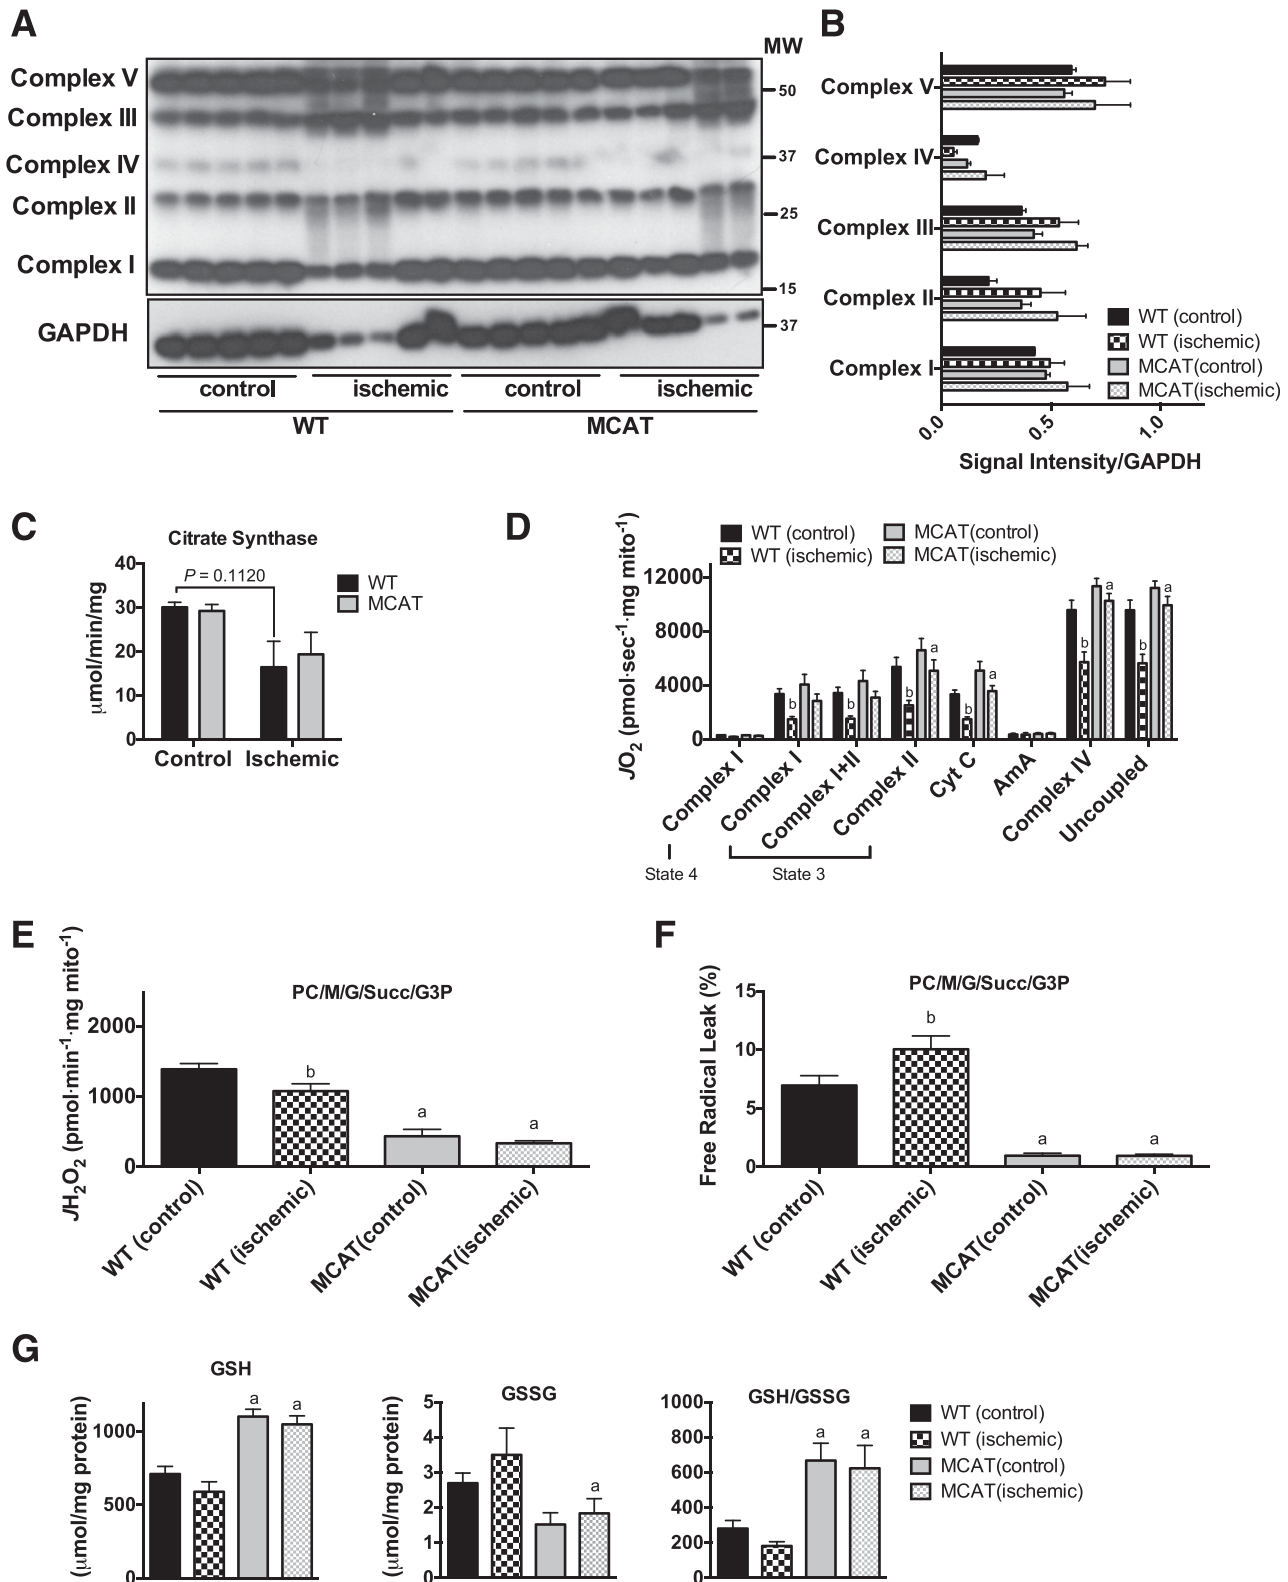 A
MW
Complex V
Complex III
Complex IV
Complex II
Complex I
GAPDH
50
37
25
15
37
control
ischemic
control
ischemic
WT
MCAT
B
Complex V
Complex IV
Complex III
Complex II
Complex I
WT (control)
WT (ischemic)
MCAT(control)
MCAT(ischemic)
0.0
0.5
1.0
Signal Intensity/GAPDH
C
Citrate Synthase
P = 0.1120
WT
MCAT
40
30
20
10
0
μmol/min/mg
Control
Ischemic
D
WT (control)
WT (ischemic)
MCAT(control)
MCAT(ischemic)
JO₂ (pmol·sec⁻¹·mg mito⁻¹)
12000
8000
4000
0
b
b
b
a
b
a
b
a
b
a
Complex I
Complex I
Complex I+II
Complex II
Cyt C
AmA
Complex IV
Uncoupled
State 4
State 3
E
PC/M/G/Succ/G3P
JH₂O₂ (pmol·min⁻¹·mg mito⁻¹)
2000
1000
0
b
a
a
WT (control)
WT (ischemic)
MCAT(control)
MCAT(ischemic)
F
PC/M/G/Succ/G3P
Free Radical Leak (%)
15
10
5
0
b
a
a
WT (control)
WT (ischemic)
MCAT(control)
MCAT(ischemic)
G
GSH
(μmol/mg protein)
1000
500
0
a
a
GSSG
(μmol/mg protein)
5
4
3
2
1
0
a
GSH/GSSG
1000
800
600
400
200
0
a
a
WT (control)
WT (ischemic)
MCAT(control)
MCAT(ischemic)